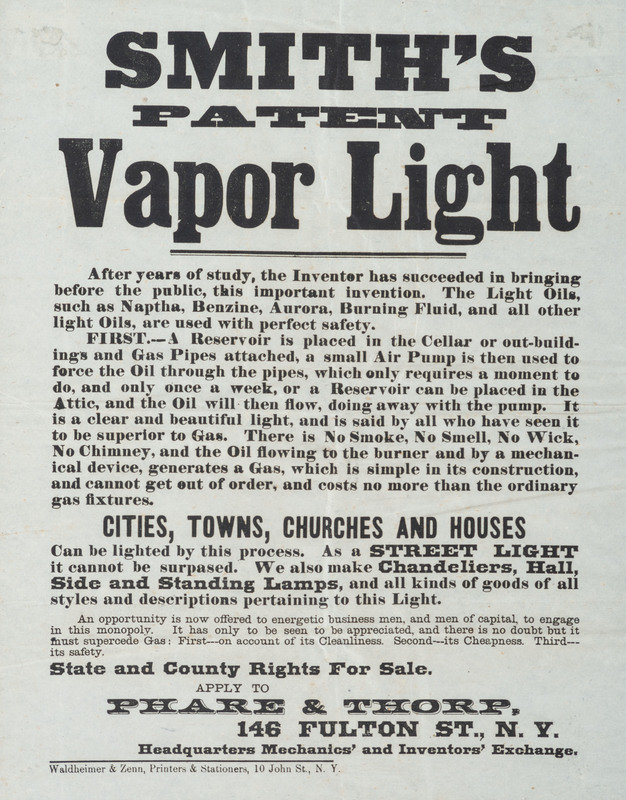 SMITH'S
PATENT
Vapor Light
After years of study, the Inventor has succeeded in bringing
before the public, this important invention. The Light Oils,
such as Naptha, Benzine, Aurora, Burning Fluid, and all other
light Oils, are used with perfect safety.
FIRST.—A Reservoir is placed in the Cellar or out-build-
ings and Gas Pipes attached, a small Air Pump is then used to
force the Oil through the pipes, which only requires a moment to
do, and only once a week, or a Reservoir can be placed in the
Attic, and the Oil will then flow, doing away with the pump. It
is a clear and beautiful light, and is said by all who have seen it
to be superior to Gas. There is No Smoke, No Smell, No Wick,
No Chimney, and the Oil flowing to the burner and by a mechan-
ical device, generates a Gas, which is simple in its construction,
and cannot get out of order, and costs no more than the ordinary
gas fixtures.
CITIES, TOWNS, CHURCHES AND HOUSES
Can be lighted by this process. As a STREET LIGHT
it cannot be surpased. We also make Chandeliers, Hall,
Side and Standing Lamps, and all kinds of goods of all
styles and descriptions pertaining to this Light.
An opportunity is now offered to energetic business men, and men of capital, to engage
in this monopoly. It has only to be seen to be appreciated, and there is no doubt but it
must supercede Gas: First---on account of its Cleanliness. Second---its Cheapness. Third---
its safety.
State and County Rights For Sale.
APPLY TO
PHARE & THORP,
146 FULTON ST., N. Y.
Headquarters Mechanics' and Inventors' Exchange.
Waldheimer & Zenn, Printers & Stationers, 10 John St., N. Y.